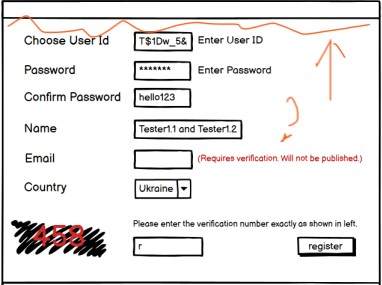 Choose User Id T$1Dw_5& Enter User ID
Password ******* Enter Password
Confirm Password hello123
Name Tester1.1 and Tester1.2
Email (Requires verification. Will not be published.)
Country Ukraine
Please enter the verification number exactly as shown in left.
458 r register